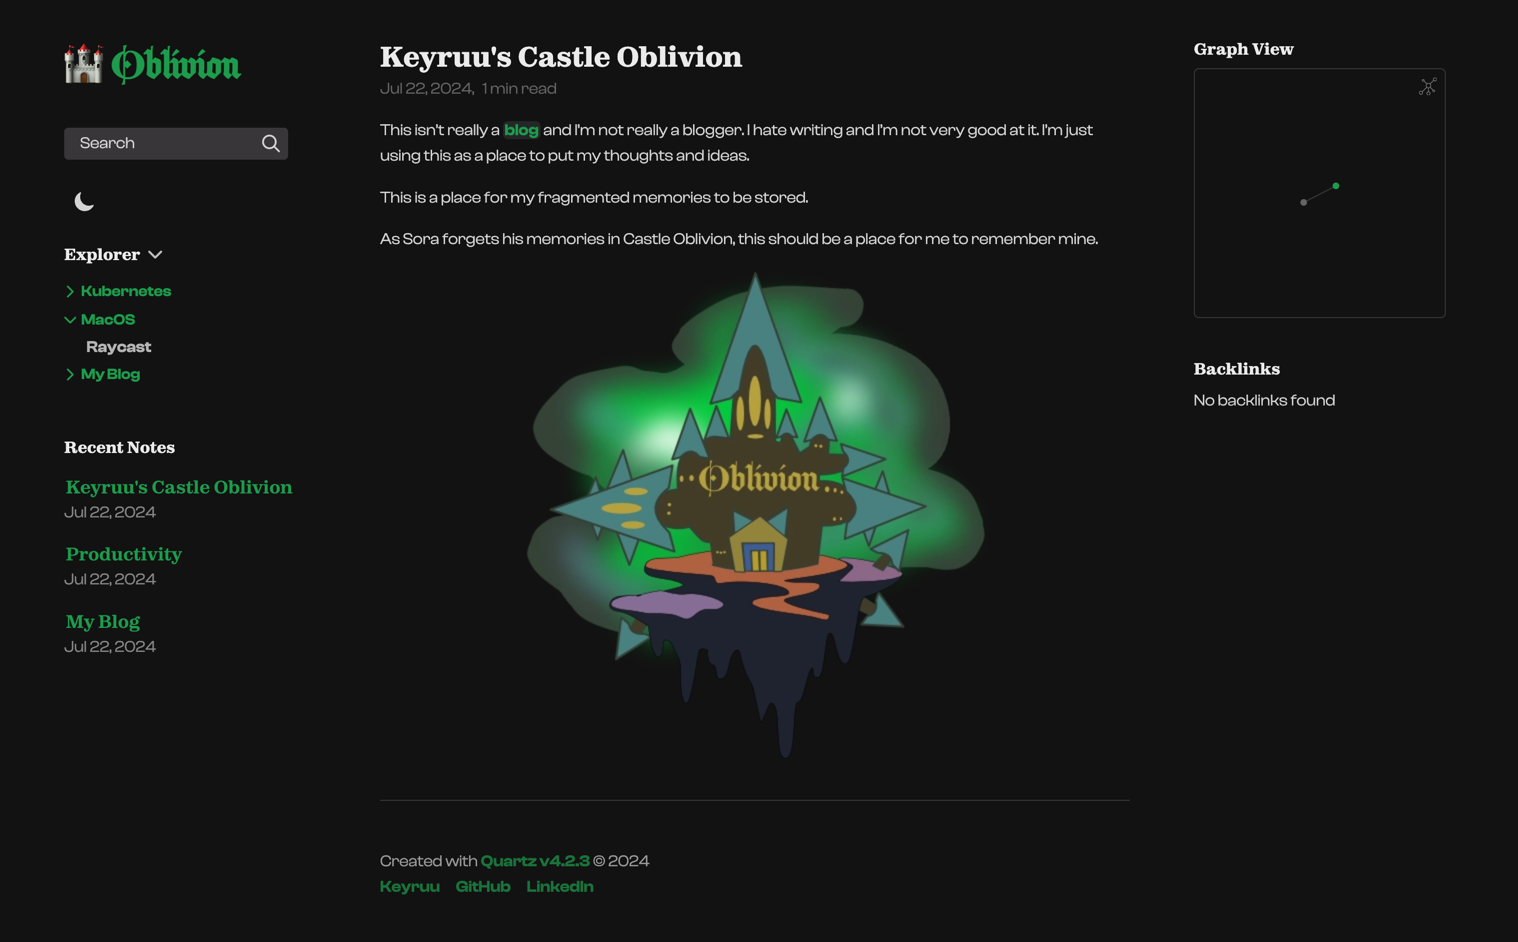 Oblivion
Search
Explorer
Kubernetes
MacOS
Raycast
My Blog
Recent Notes
Keyruu's Castle Oblivion
Jul 22, 2024
Productivity
Jul 22, 2024
My Blog
Jul 22, 2024
Keyruu's Castle Oblivion
Jul 22, 2024, 1 min read
This isn't really a blog and I'm not really a blogger. I hate writing and I'm not very good at it. I'm just
using this as a place to put my thoughts and ideas.
This is a place for my fragmented memories to be stored.
As Sora forgets his memories in Castle Oblivion, this should be a place for me to remember mine.
Oblivion
Created with Quartz v4.2.3 © 2024
Keyruu GitHub LinkedIn
Graph View
Backlinks
No backlinks found